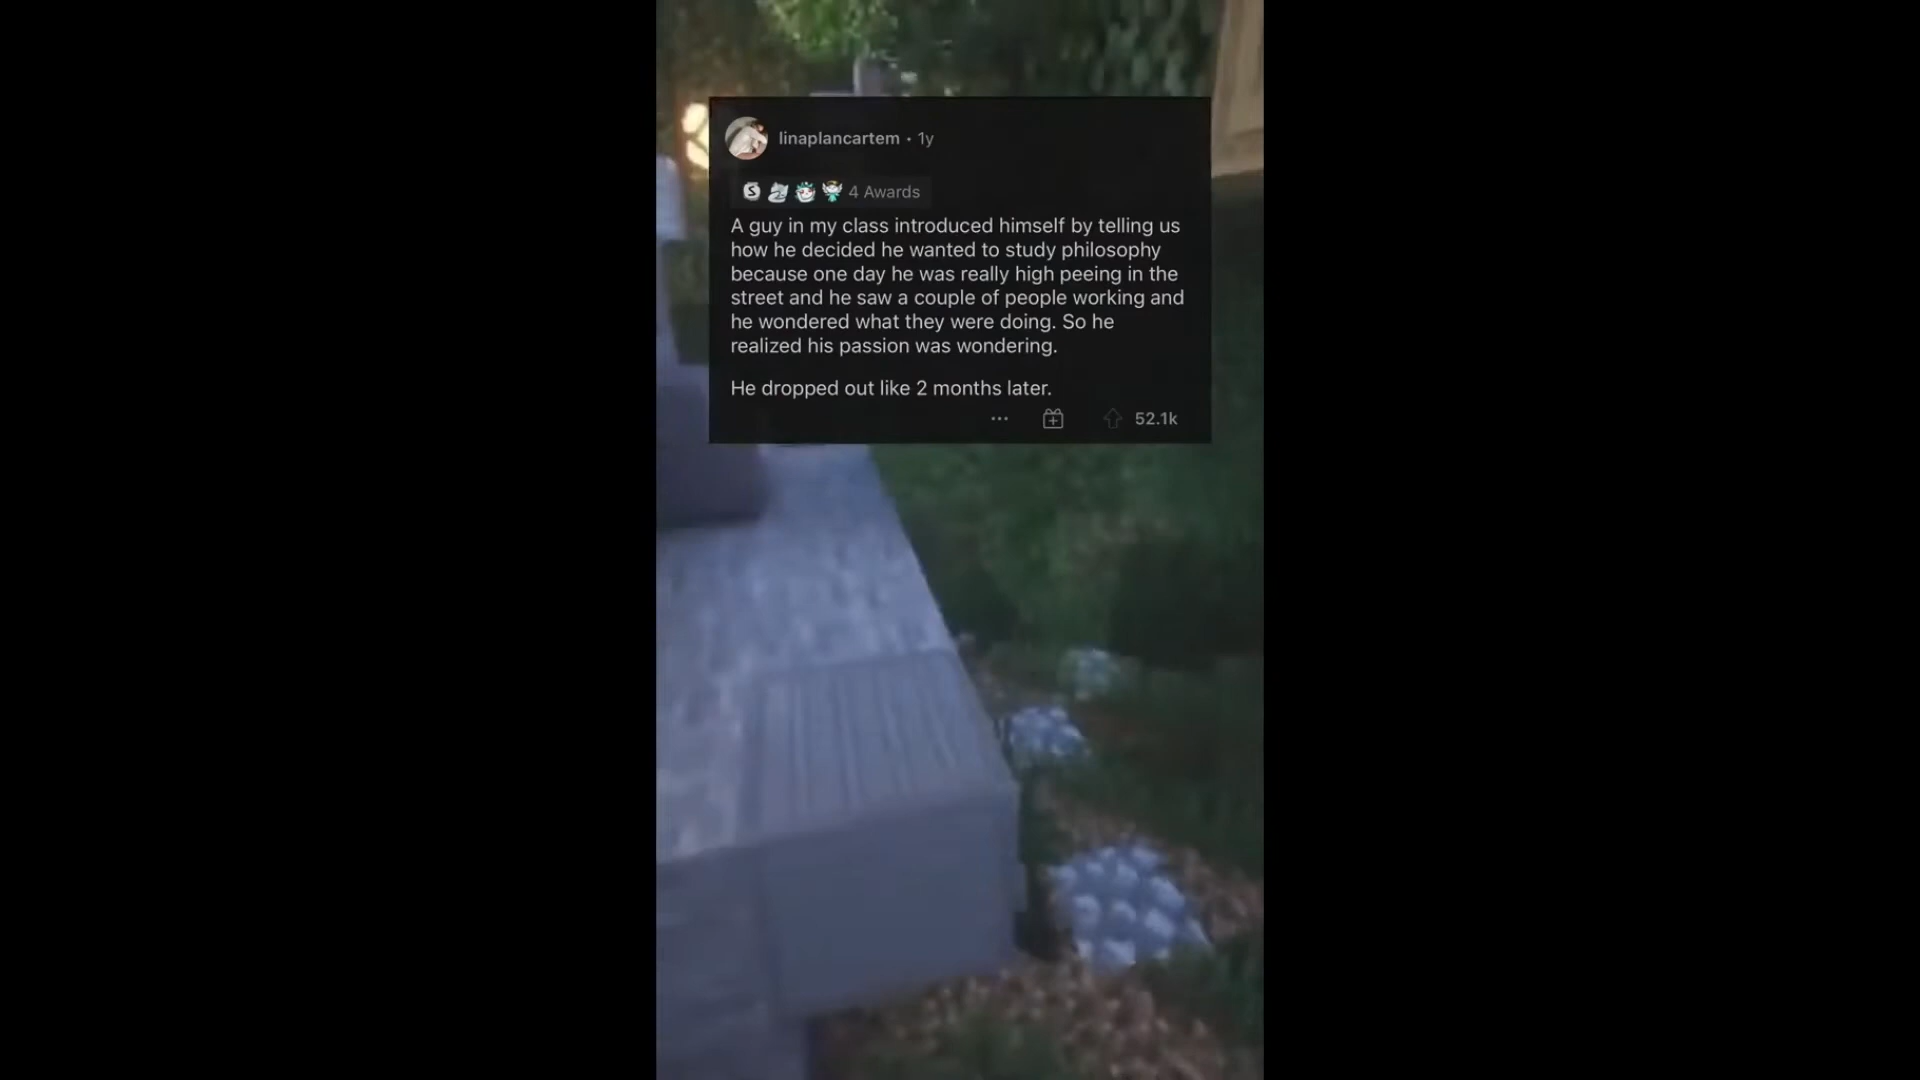 linaplancartem • 1y
4 Awards
A guy in my class introduced himself by telling us
how he decided he wanted to study philosophy
because one day he was really high peeing in the
street and he saw a couple of people working and
he wondered what they were doing. So he
realized his passion was wondering.
He dropped out like 2 months later.
52.1k